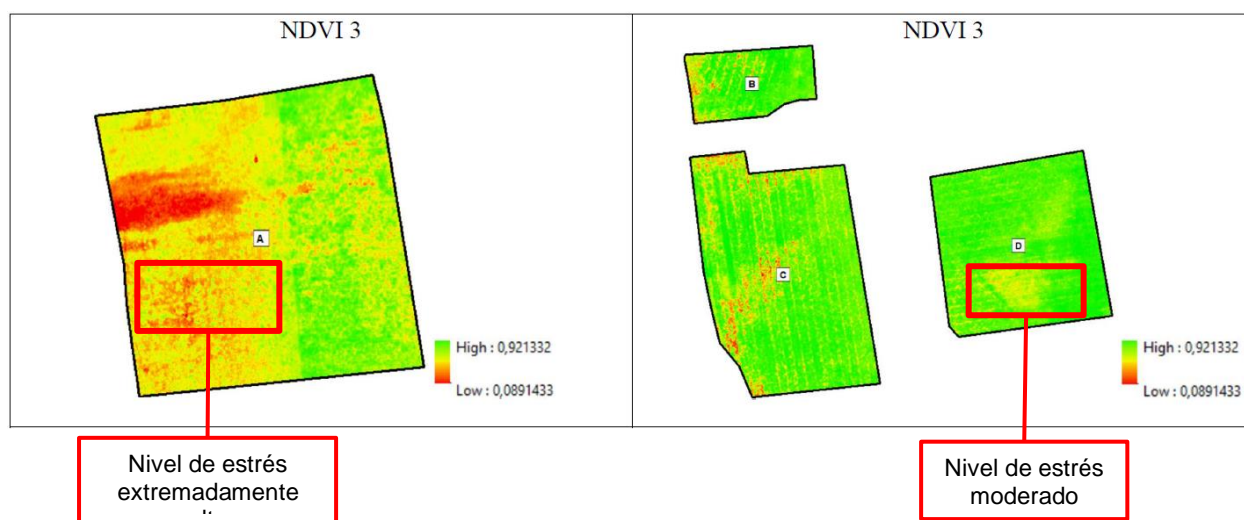 NDVI 3
A
High : 0,921332
Low : 0,0891433
NDVI 3
B
C
D
High : 0,921332
Low : 0,0891433
Nivel de estrés
extremadamente
Nivel de estrés
moderado